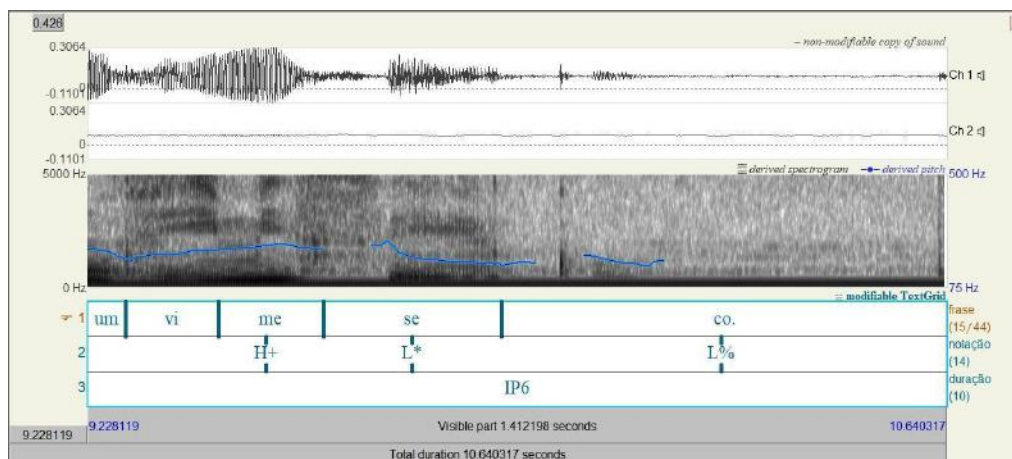 0.426
0.3064
– non-modifiable copy of sound
0
-0.1101
Ch 1
0.3064
0
-0.1101
Ch 2
5000 Hz
derived spectrogram
derived pitch
500 Hz
0 Hz
75 Hz
modifiable TextGrid
1 um vi me se co. frase (15/44)
2 H+ L* L% notação (14)
3 IP6 duração (10)
9.228119 Visible part 1.412198 seconds 10.640317
9.228119
Total duration 10.640317 seconds